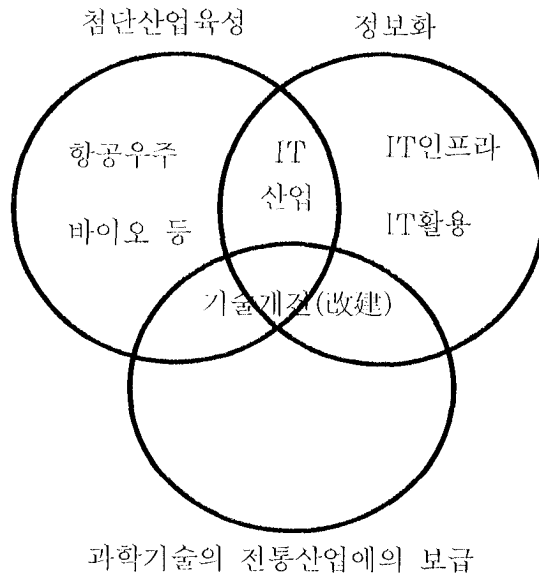 첨단산업육성 정보화
항공우주 IT 산업 IT인프라
바이오 등 IT활용
기술개전(改建)
과학기술의 전통산업에의 보급